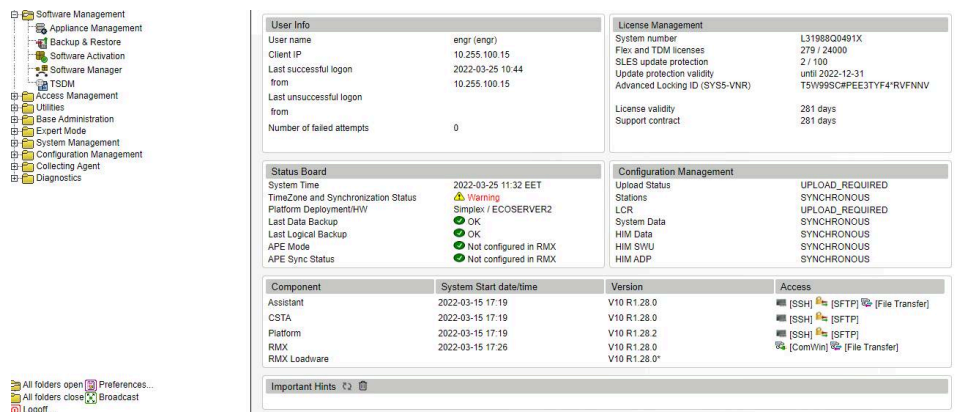 Software Management
Appliance Management
Backup & Restore
Software Activation
Software Manager
TSDM
Access Management
Utilities
Base Administration
Expert Mode
System Management
Configuration Management
Collecting Agent
Diagnostics
All folders open Preferences...
All folders close Broadcast
Logoff...
User Info
User name engr (engr)
Client IP 10.255.100.15
Last successful logon 2022-03-25 10:44
from 10.255.100.15
Last unsuccessful logon
from
Number of failed attempts 0
License Management
System number L31988Q0491X
Flex and TDM licenses 279 / 24000
SLES update protection 2 / 100
Update protection validity until 2022-12-31
Advanced Locking ID (SYS5-VNR) T5W99SC#PEE3TYF4*RVFNNV
License validity 281 days
Support contract 281 days
Status Board
System Time 2022-03-25 11:32 EET
TimeZone and Synchronization Status Warning
Platform Deployment/HW Simplex / ECOSERVER2
Last Data Backup OK
Last Logical Backup OK
APE Mode Not configured in RMX
APE Sync Status Not configured in RMX
Configuration Management
Upload Status UPLOAD_REQUIRED
Stations SYNCHRONOUS
LCR UPLOAD_REQUIRED
System Data SYNCHRONOUS
HIM Data SYNCHRONOUS
HIM SWU SYNCHRONOUS
HIM ADP SYNCHRONOUS
Component System Start date/time Version Access
Assistant 2022-03-15 17:19 V10 R1.28.0 [SSH] [SFTP] [File Transfer]
CSTA 2022-03-15 17:19 V10 R1.28.0 [SSH] [SFTP]
Platform 2022-03-15 17:19 V10 R1.28.2 [SSH] [SFTP]
RMX 2022-03-15 17:26 V10 R1.28.0 [ComWin] [File Transfer]
RMX Loadware V10 R1.28.0*
Important Hints